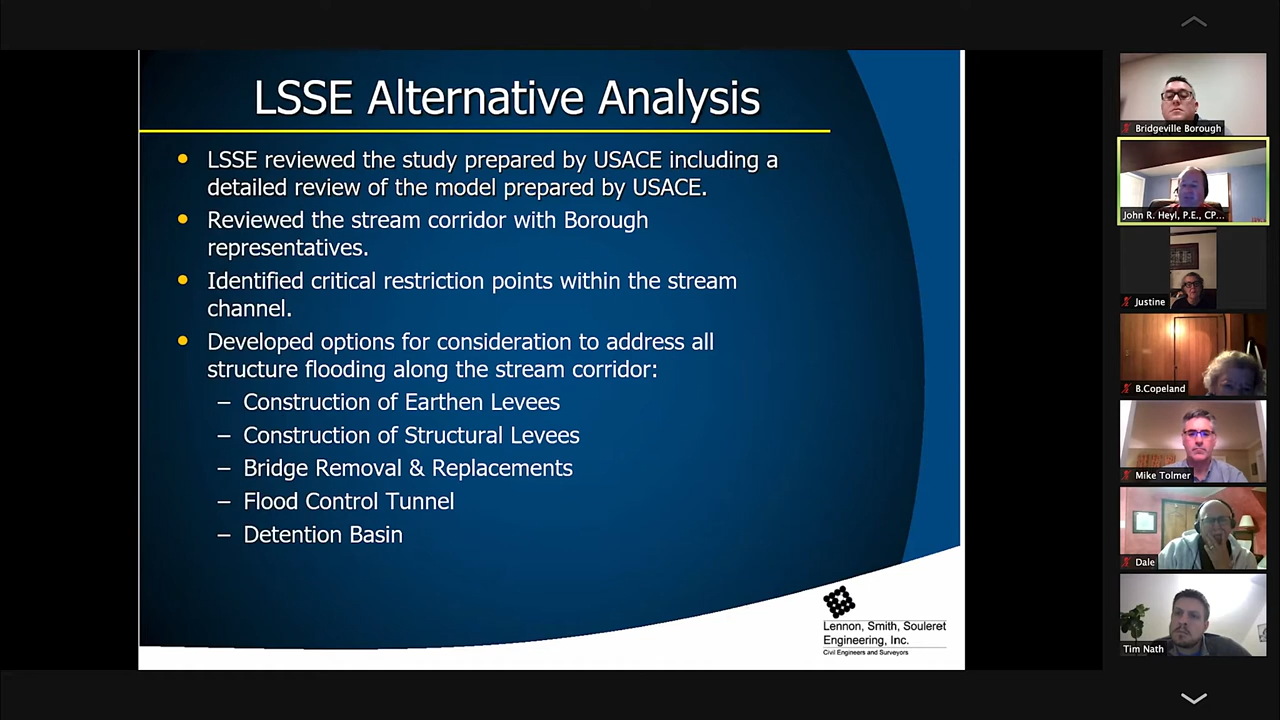 LSSE Alternative Analysis
• LSSE reviewed the study prepared by USACE including a
detailed review of the model prepared by USACE.
• Reviewed the stream corridor with Borough
representatives.
• Identified critical restriction points within the stream
channel.
• Developed options for consideration to address all
structure flooding along the stream corridor:
– Construction of Earthen Levees
– Construction of Structural Levees
– Bridge Removal & Replacements
– Flood Control Tunnel
– Detention Basin
Lennon, Smith, Souleret
Engineering, Inc.
Civil Engineers and Surveyors
Bridgeville Borough
John R. Heyl, P.E., CP...
Justine
B.Copeland
Mike Tolmer
Dale
Tim Nath